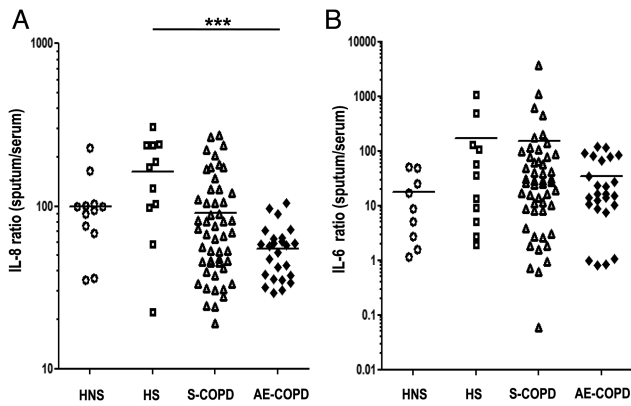 A
***
IL-8 ratio (sputum/serum)
1000
100
10
HNS HS S-COPD AE-COPD
B
IL-6 ratio (sputum/serum)
10000
1000
100
10
1
0.1
0.01
HNS HS S-COPD AE-COPD